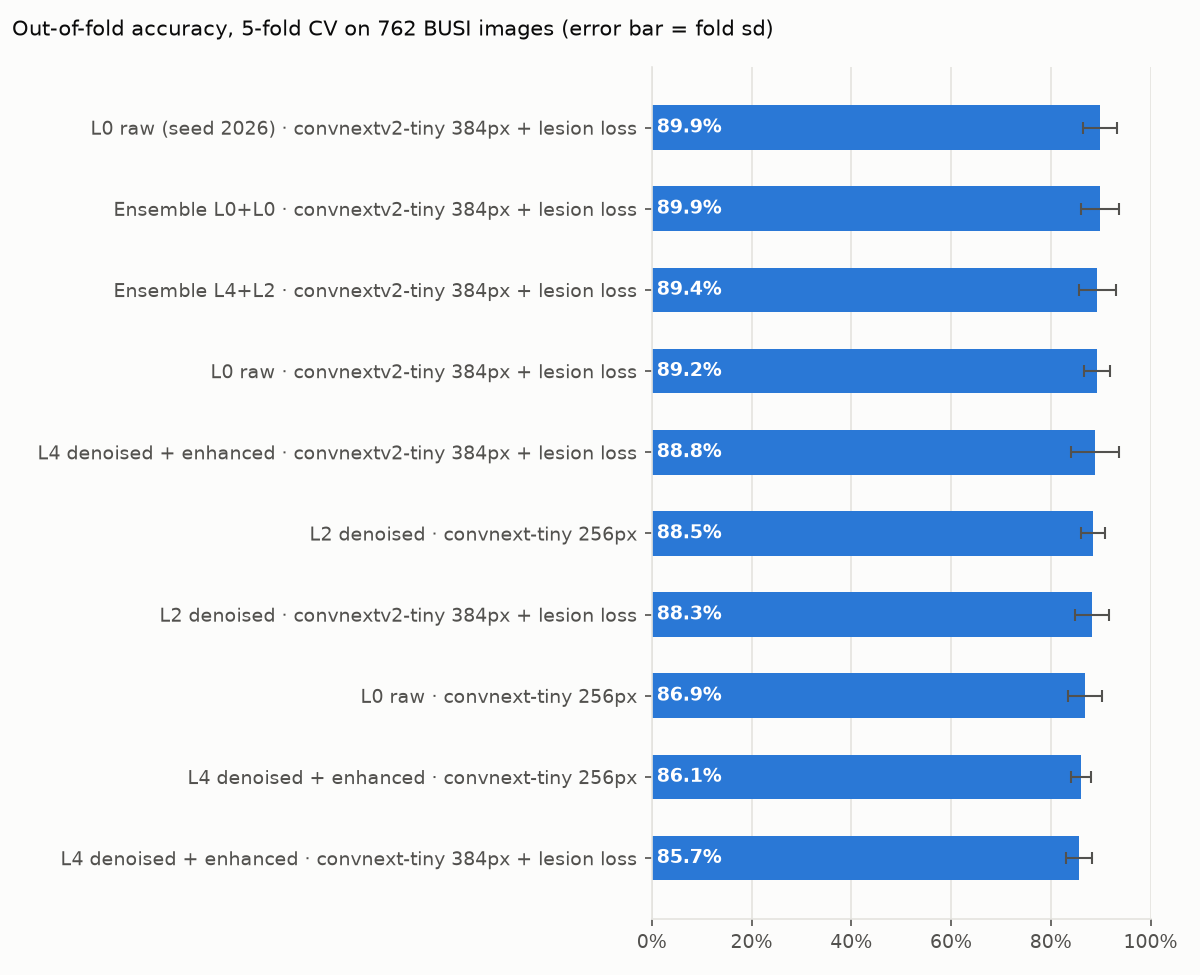 Out-of-fold accuracy, 5-fold CV on 762 BUSI images (error bar = fold sd)
L0 raw (seed 2026) · convnextv2-tiny 384px + lesion loss 89.9%
Ensemble L0+L0 · convnextv2-tiny 384px + lesion loss 89.9%
Ensemble L4+L2 · convnextv2-tiny 384px + lesion loss 89.4%
L0 raw · convnextv2-tiny 384px + lesion loss 89.2%
L4 denoised + enhanced · convnextv2-tiny 384px + lesion loss 88.8%
L2 denoised · convnext-tiny 256px 88.5%
L2 denoised · convnextv2-tiny 384px + lesion loss 88.3%
L0 raw · convnext-tiny 256px 86.9%
L4 denoised + enhanced · convnext-tiny 256px 86.1%
L4 denoised + enhanced · convnext-tiny 384px + lesion loss 85.7%
0% 20% 40% 60% 80% 100%